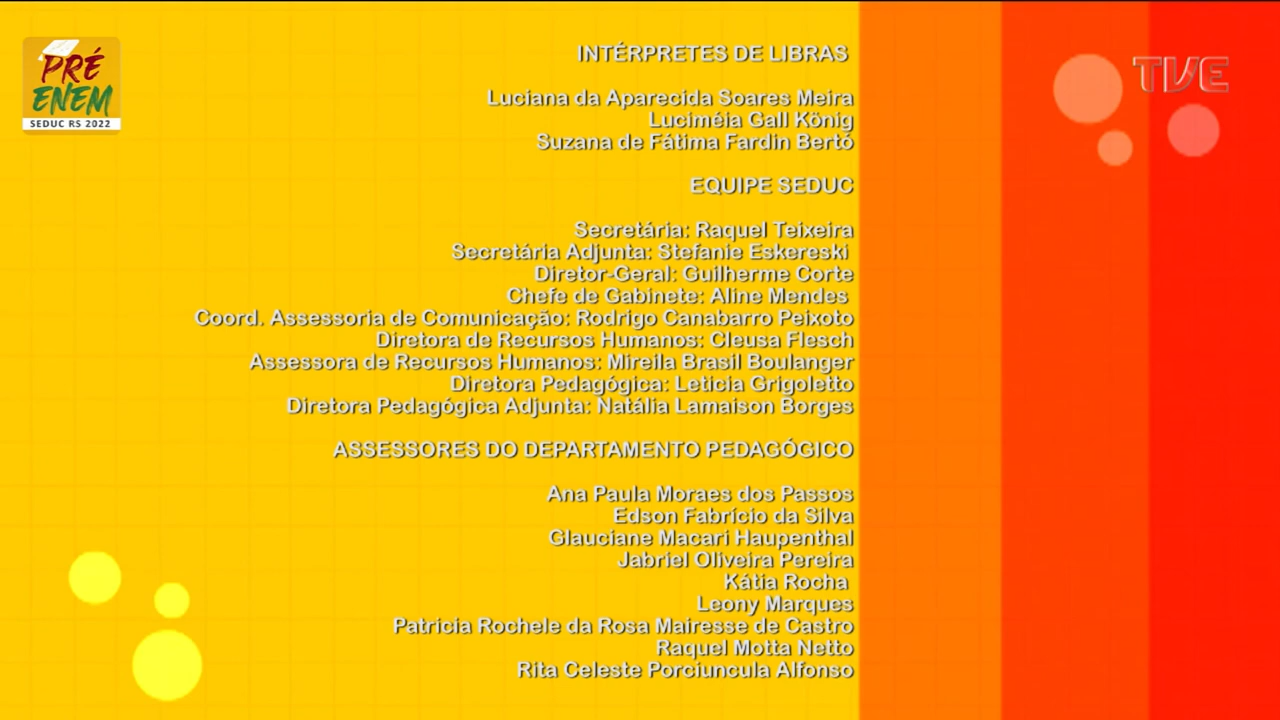 PRÉ
ENEM
SEDUC RS 2022
TVE
INTÉRPRETES DE LIBRAS
Luciana da Aparecida Soares Meira
Luciméia Gall König
Suzana de Fátima Fardin Bertó
EQUIPE SEDUC
Secretária: Raquel Teixeira
Secretária Adjunta: Stefanie Eskereski
Diretor-Geral: Guilherme Corte
Chefe de Gabinete: Aline Mendes
Coord. Assessoria de Comunicação: Rodrigo Canabarro Peixoto
Diretora de Recursos Humanos: Cleusa Flesch
Assessora de Recursos Humanos: Mireila Brasil Boulanger
Diretora Pedagógica: Leticia Grigoletto
Diretora Pedagógica Adjunta: Natália Lamaison Borges
ASSESSORES DO DEPARTAMENTO PEDAGÓGICO
Ana Paula Moraes dos Passos
Edson Fabrício da Silva
Glauciane Macari Haupenthal
Jabriel Oliveira Pereira
Kátia Rocha
Leony Marques
Patricia Rochele da Rosa Mairesse de Castro
Raquel Motta Netto
Rita Celeste Porciuncula Alfonso